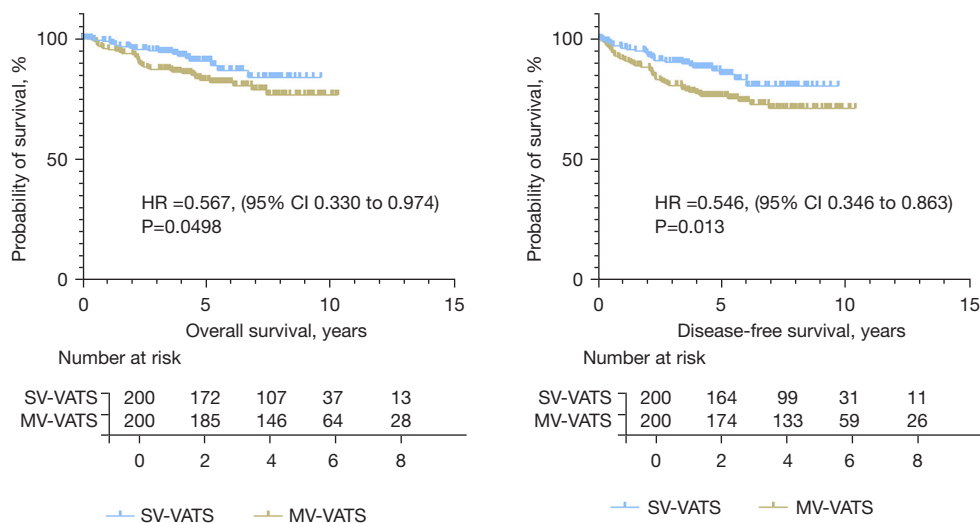 100
50
0
Probability of survival, %
HR =0.567, (95% CI 0.330 to 0.974)
P=0.0498
0 5 10 15
Overall survival, years
Number at risk
SV-VATS 200 172 107 37 13
MV-VATS 200 185 146 64 28
0 2 4 6 8
SV-VATS MV-VATS
100
50
0
Probability of survival, %
HR =0.546, (95% CI 0.346 to 0.863)
P=0.013
0 5 10 15
Disease-free survival, years
Number at risk
SV-VATS 200 164 99 31 11
MV-VATS 200 174 133 59 26
0 2 4 6 8
SV-VATS MV-VATS